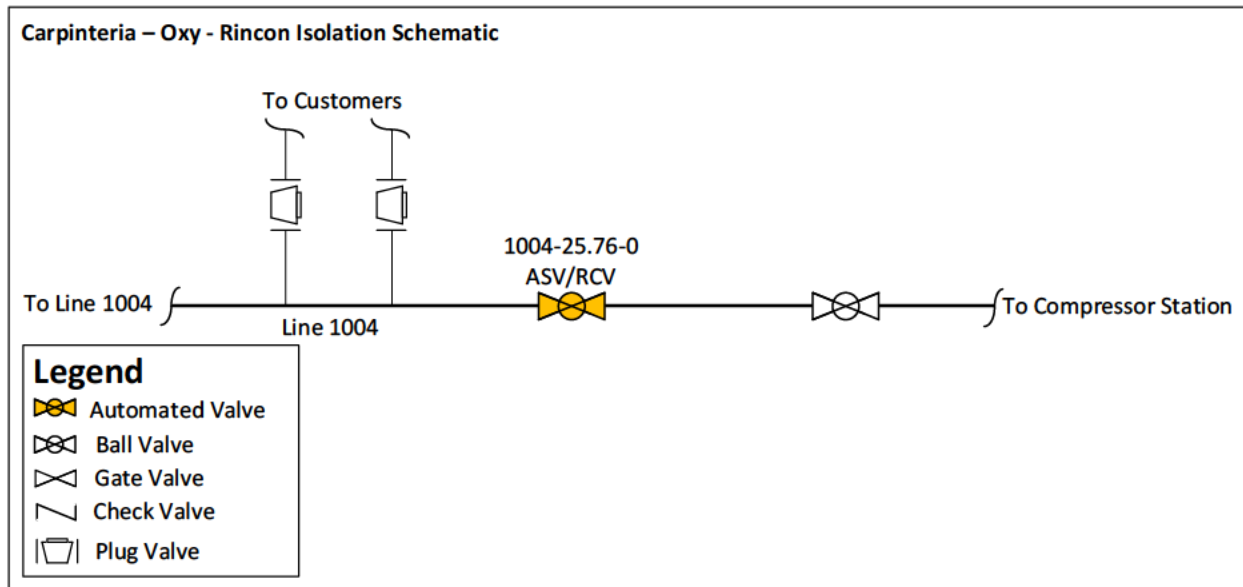 Carpinteria – Oxy - Rincon Isolation Schematic
To Customers
1004-25.76-0
ASV/RCV
To Line 1004
To Compressor Station
Line 1004
Legend
Automated Valve
Ball Valve
Gate Valve
Check Valve
Plug Valve